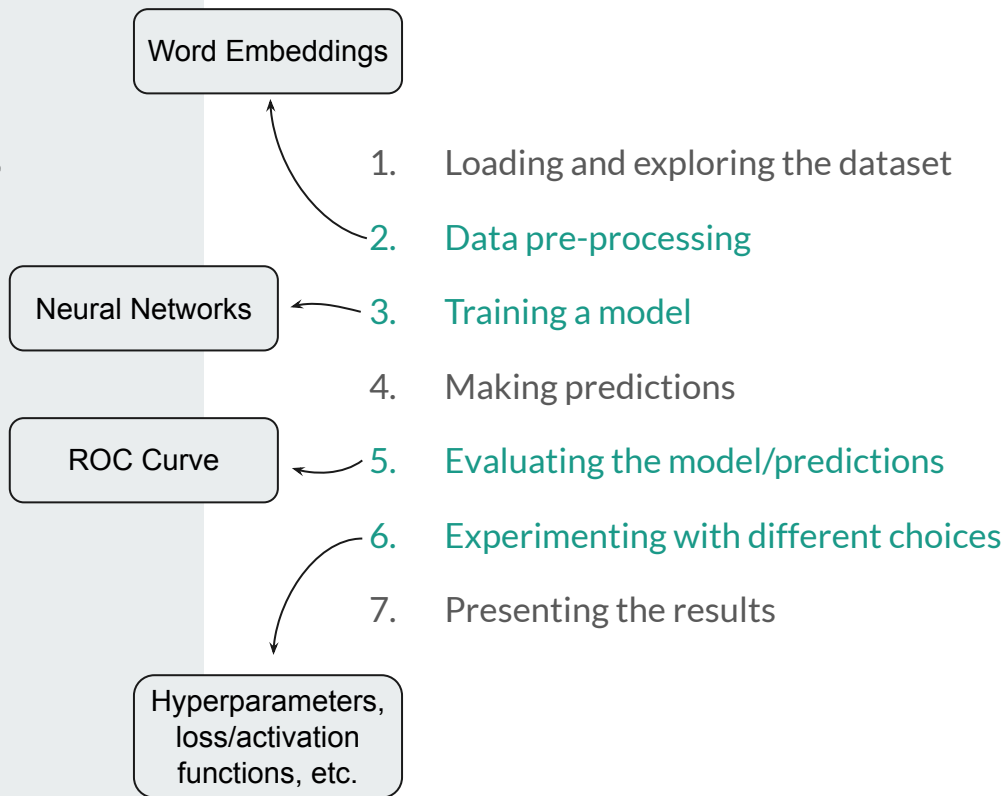 Word Embeddings
1. Loading and exploring the dataset
2. Data pre-processing
Neural Networks
3. Training a model
4. Making predictions
ROC Curve
5. Evaluating the model/predictions
6. Experimenting with different choices
7. Presenting the results
Hyperparameters,
loss/activation
functions, etc.